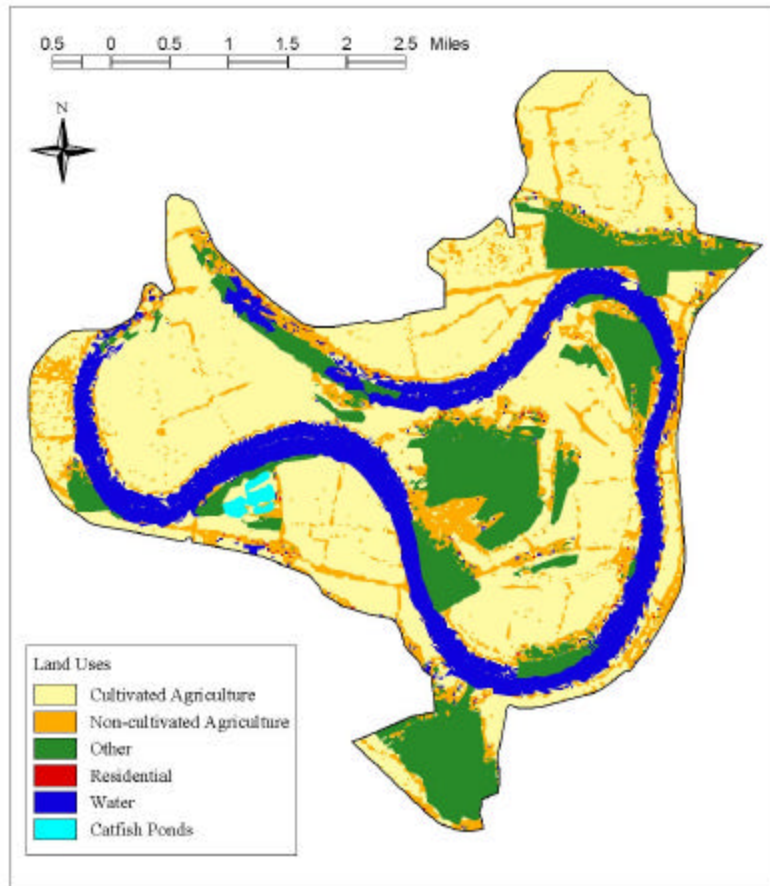 0.5 0 0.5 1 1.5 2 2.5 Miles
N
Land Uses
Cultivated Agriculture
Non-cultivated Agriculture
Other
Residential
Water
Catfish Ponds